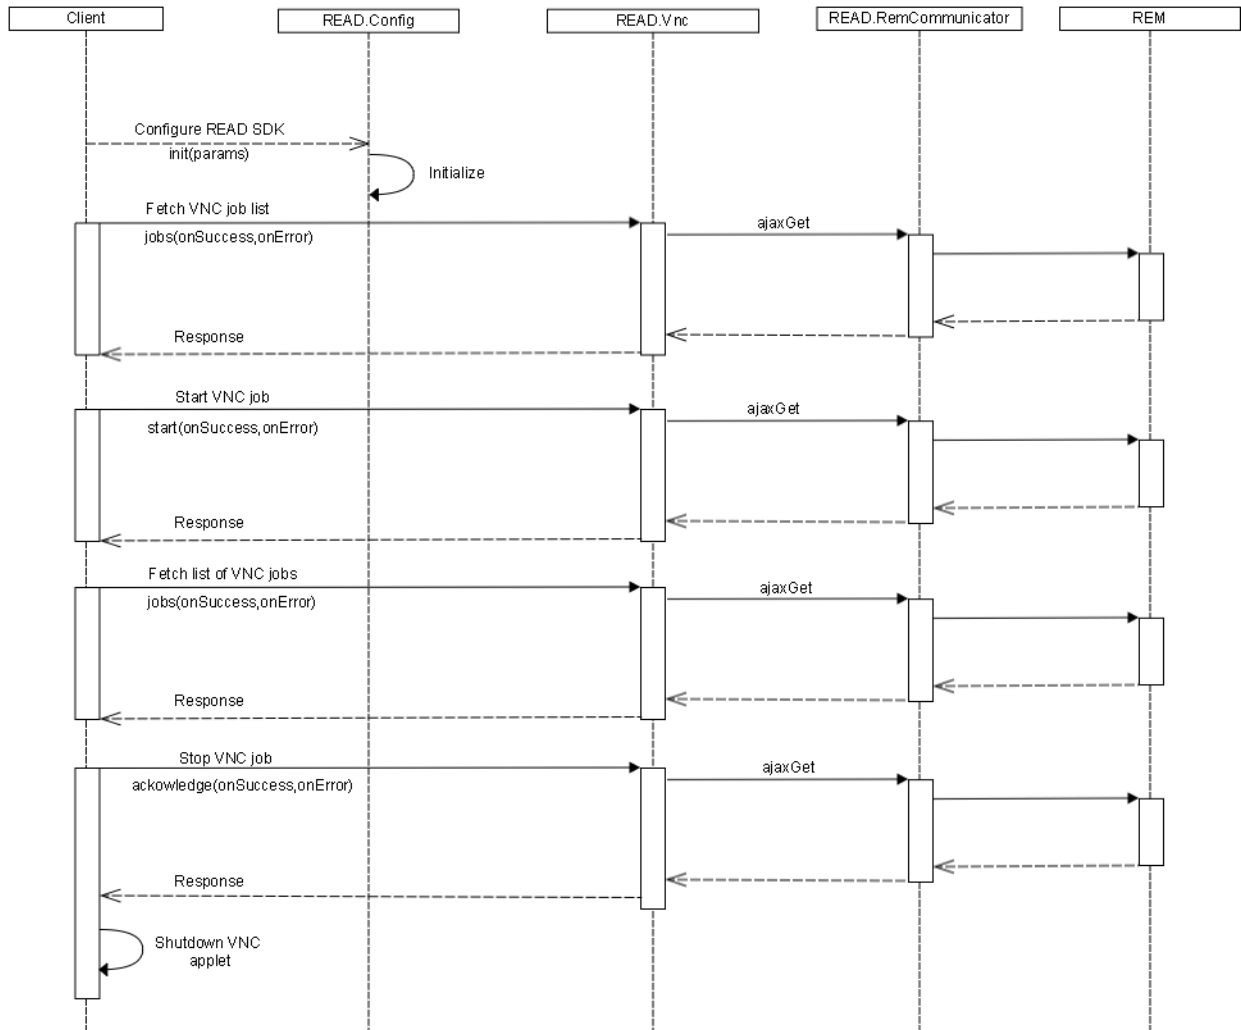 Client
READ.Config
READ.Vnc
READ.RemCommunicator
REM
Configure READ SDK
init(params)
Initialize
Fetch VNC job list
jobs(onSuccess,onError)
ajaxGet
Response
Start VNC job
start(onSuccess,onError)
ajaxGet
Response
Fetch list of VNC jobs
jobs(onSuccess,onError)
ajaxGet
Response
Stop VNC job
ackowledge(onSuccess,onError)
ajaxGet
Response
Shutdown VNC
applet